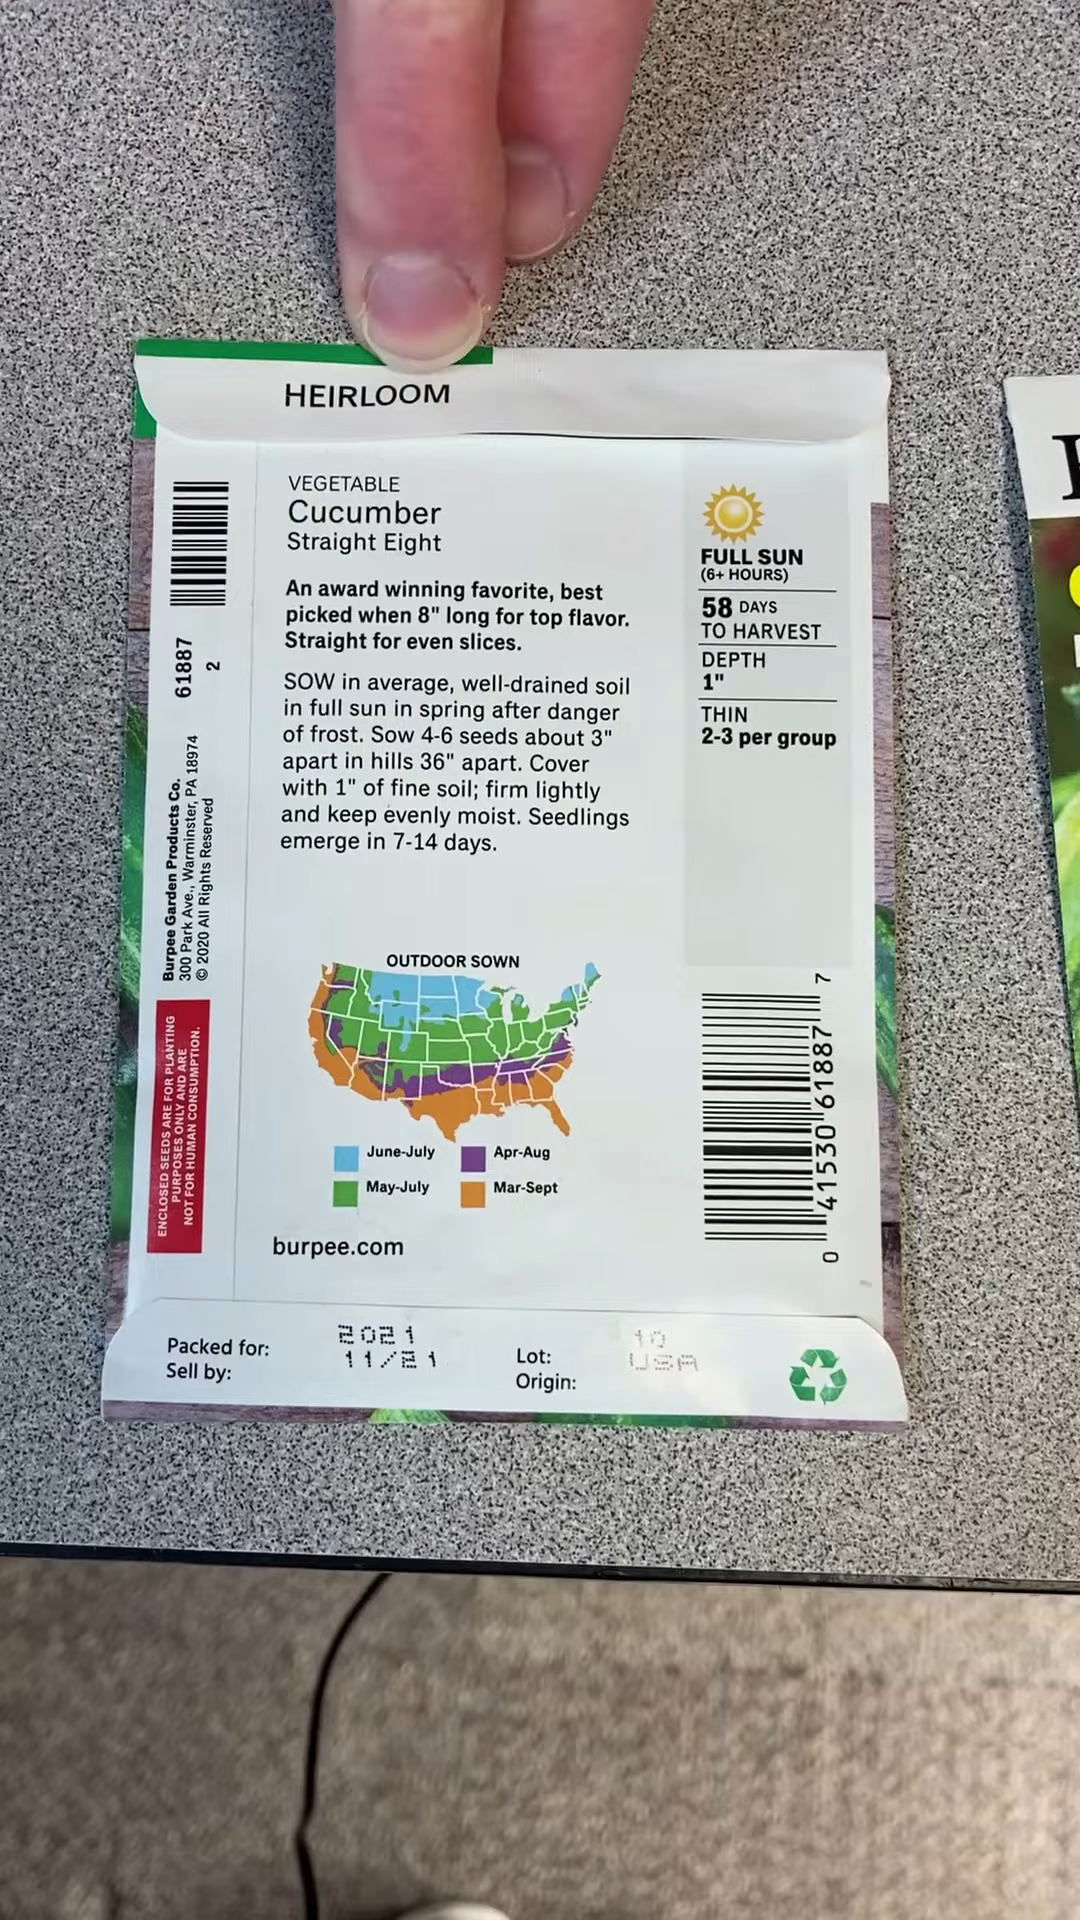 HEIRLOOM
VEGETABLE
Cucumber
Straight Eight
An award winning favorite, best
picked when 8" long for top flavor.
Straight for even slices.
SOW in average, well-drained soil
in full sun in spring after danger
of frost. Sow 4-6 seeds about 3"
apart in hills 36" apart. Cover
with 1" of fine soil; firm lightly
and keep evenly moist. Seedlings
emerge in 7-14 days.
FULL SUN
(6+ HOURS)
58 DAYS
TO HARVEST
DEPTH
1"
THIN
2-3 per group
61887
2
Burpee Garden Products Co.
300 Park Ave., Warminster, PA 18974
© 2020 All Rights Reserved
ENCLOSED SEEDS ARE FOR PLANTING
PURPOSES ONLY AND ARE
NOT FOR HUMAN CONSUMPTION.
OUTDOOR SOWN
June-July
Apr-Aug
May-July
Mar-Sept
burpee.com
0 41530 61887 7
Packed for: 2021
Sell by: 11/21
Lot: 10
Origin: USA